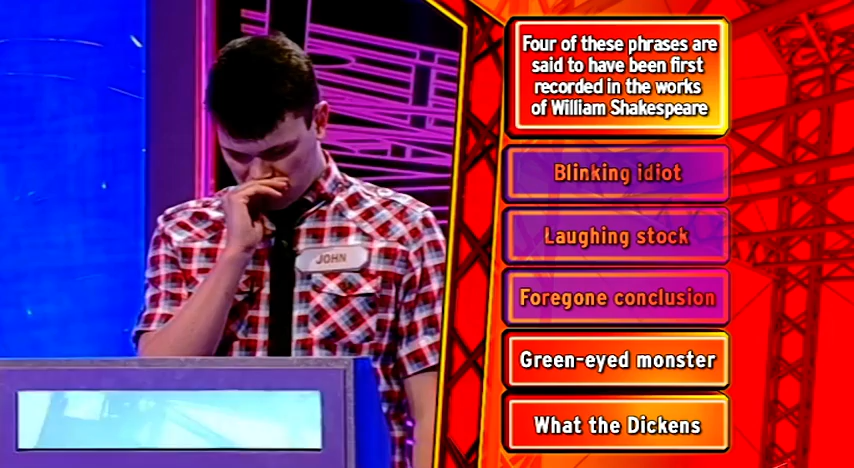 JOHN
Four of these phrases are
said to have been first
recorded in the works
of William Shakespeare
Blinking idiot
Laughing stock
Foregone conclusion
Green-eyed monster
What the Dickens